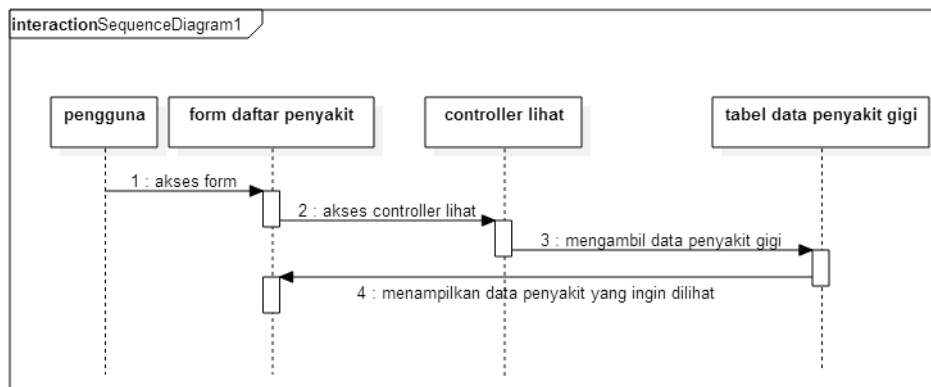 interactionSequenceDiagram1
pengguna
form daftar penyakit
controller lihat
tabel data penyakit gigi
1 : akses form
2 : akses controller lihat
3 : mengambil data penyakit gigi
4 : menampilkan data penyakit yang ingin dilihat